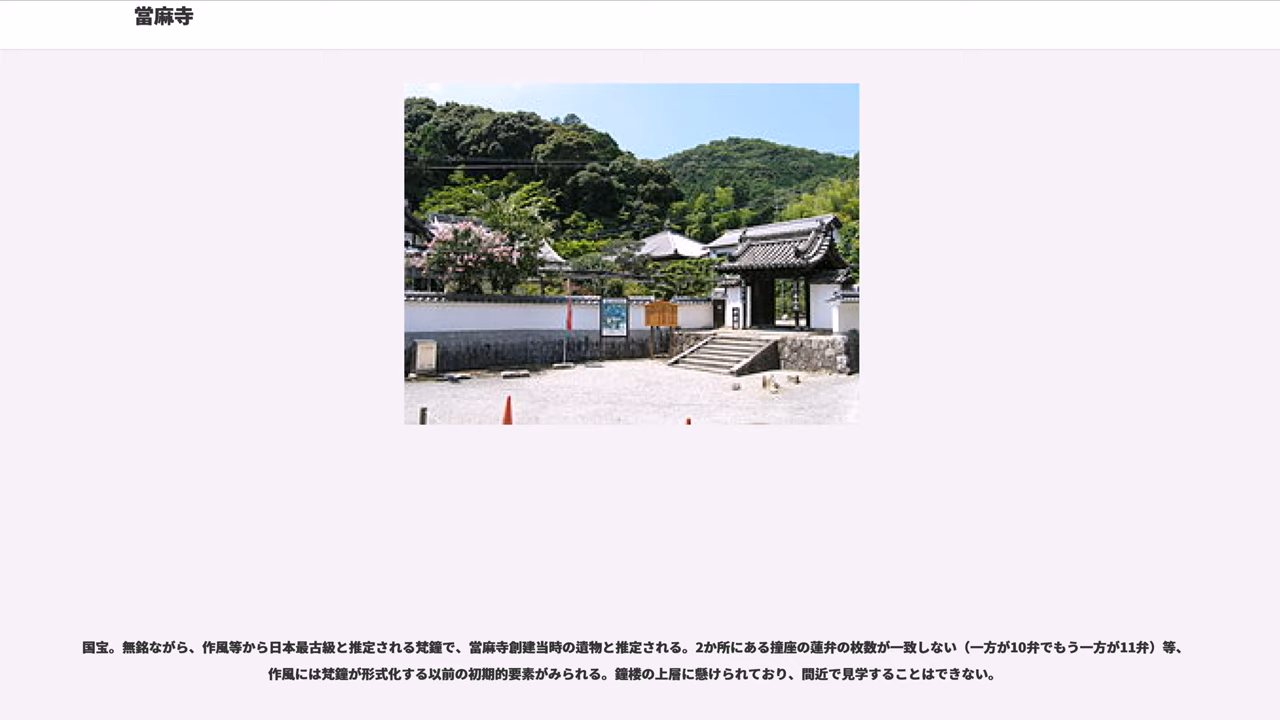 當麻寺
国宝。無銘ながら、作風等から日本最古級と推定される梵鐘で、當麻寺創建当時の遺物と推定される。2か所にある撞座の蓮弁の枚数が一致しない（一方が10弁でもう一方が11弁）等、
作風には梵鐘が形式化する以前の初期的要素がみられる。鐘楼の上層に懸けられており、間近で見学することはできない。